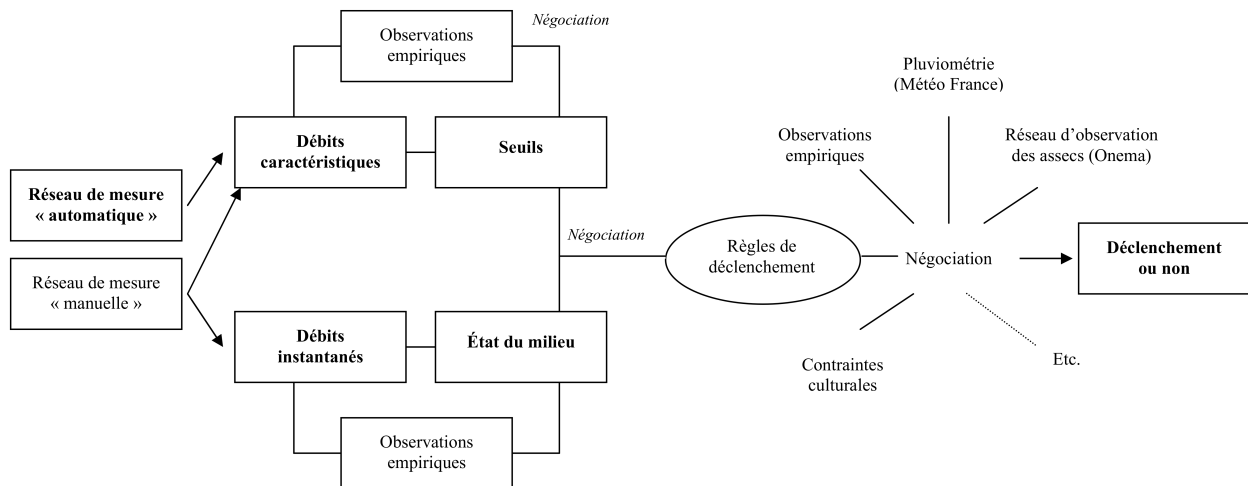 Négociation
Observations
empiriques
Pluviométrie
(Météo France)
Débits
caractéristiques
Seuils
Observations
empiriques
Réseau d'observation
des assecs (Onema)
Réseau de mesure
« automatique »
Négociation
Règles de
déclenchement
Négociation
Déclenchement
ou non
Réseau de mesure
« manuelle »
Débits
instantanés
État du milieu
Contraintes
culturales
Etc.
Observations
empiriques